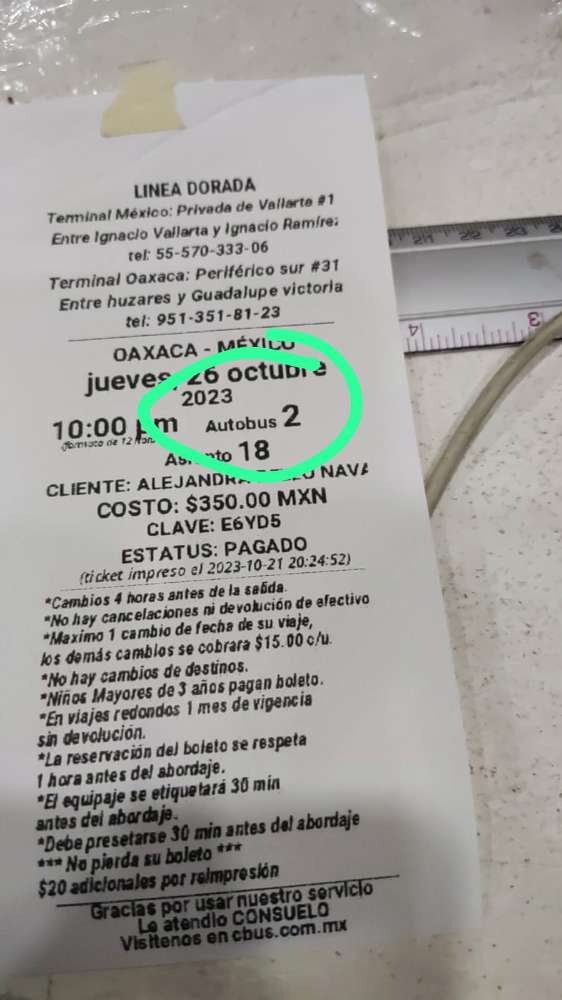 LINEA DORADA
Terminal México: Privada de Vallarta #1
Entre Ignacio Vallarta y Ignacio Ramírez
tel: 55-570-333-06
Terminal Oaxaca: Periférico sur #31
Entre huzares y Guadalupe victoria
tel: 951-351-81-23
OAXACA - MÉXICO
jueves, 26 octubre
2023
10:00 pm Autobus 2
(formato de 12 horas)
Asiento 18
CLIENTE: ALEJANDRA NAVA
COSTO: $350.00 MXN
CLAVE: E6YD5
ESTATUS: PAGADO
(ticket impreso el 2023-10-21 20:24:52)
*Cambios 4 horas antes de la salida.
*No hay cancelaciones ni devolución de efectivo
*Maximo 1 cambio de fecha de su viaje,
los demás cambios se cobrara $15.00 c/u.
*No hay cambios de destinos.
*Niños Mayores de 3 años pagan boleto.
*En viajes redondos 1 mes de vigencia
sin devolución.
*La reservación del boleto se respeta
1 hora antes del abordaje.
*El equipaje se etiquetará 30 min
antes del abordaje.
*Debe presetarse 30 min antes del abordaje
*** No pierda su boleto ***
$20 adicionales por reimpresión
Gracias por usar nuestro servicio
Le atendio CONSUELO
Visitenos en cbus.com.mx